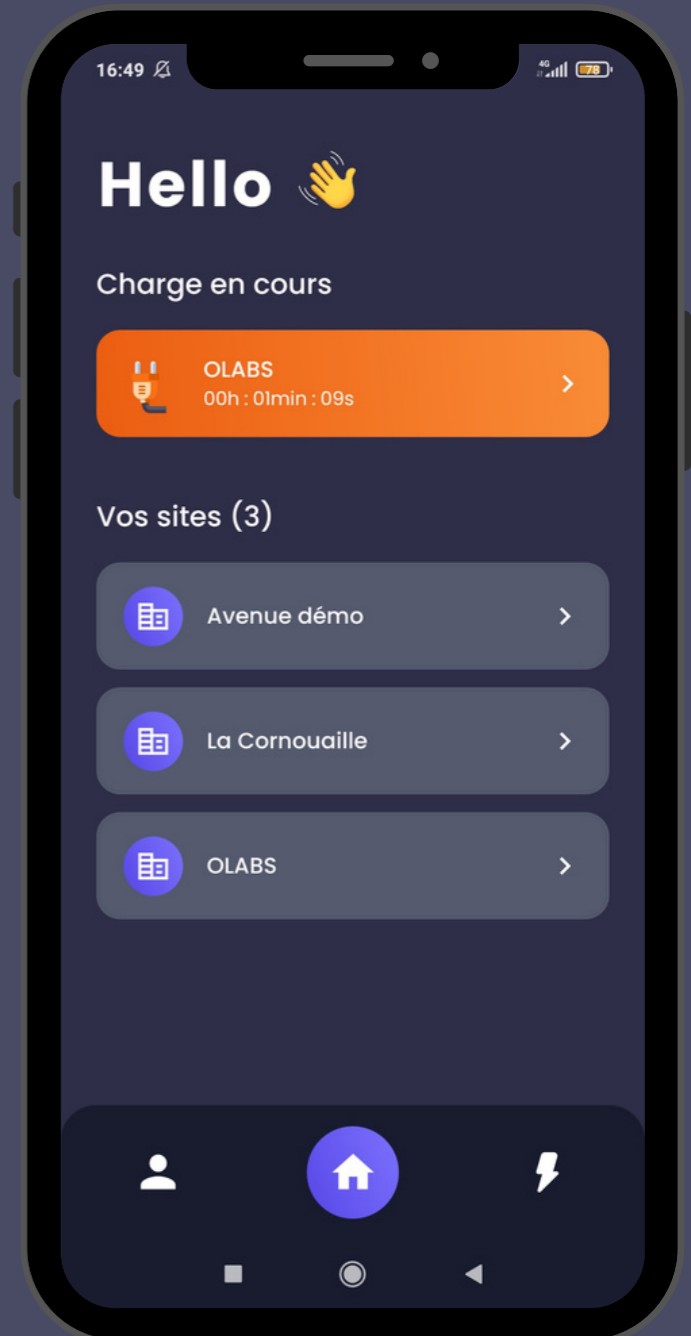 16:49
4G
78
Hello 👋
Charge en cours
OLABS
00h : 01min : 09s
Vos sites (3)
Avenue démo
La Cornouaille
OLABS